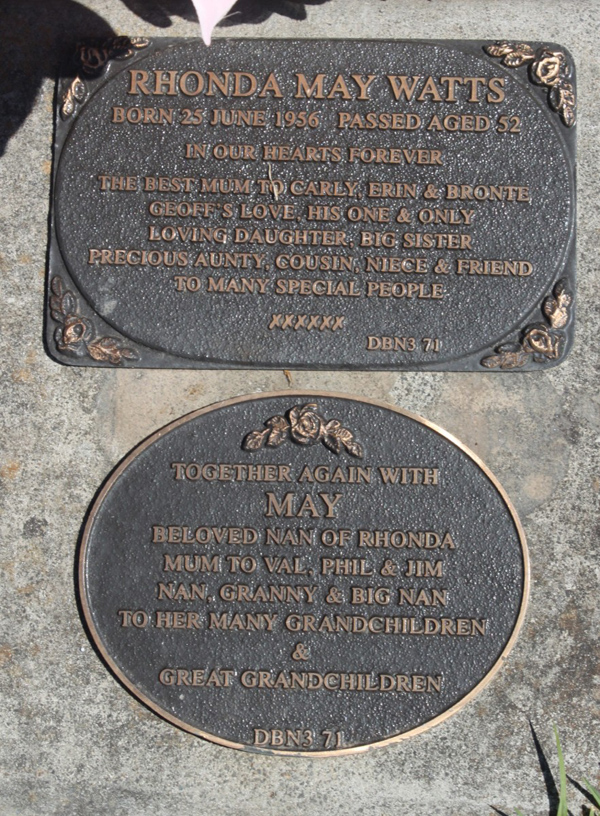 RHONDA MAY WATTS
BORN 25 JUNE 1956 PASSED AGED 52
IN OUR HEARTS FOREVER
THE BEST MUM TO CARLY, ERIN & BRONTE
GEOFF'S LOVE, HIS ONE & ONLY
LOVING DAUGHTER, BIG SISTER
PRECIOUS AUNTY, COUSIN, NIECE & FRIEND
TO MANY SPECIAL PEOPLE
XXXXXX
DBN3 71
TOGETHER AGAIN WITH
MAY
BELOVED NAN OF RHONDA
MUM TO VAL, PHIL & JIM
NAN, GRANNY & BIG NAN
TO HER MANY GRANDCHILDREN
&
GREAT GRANDCHILDREN
DBN3 71